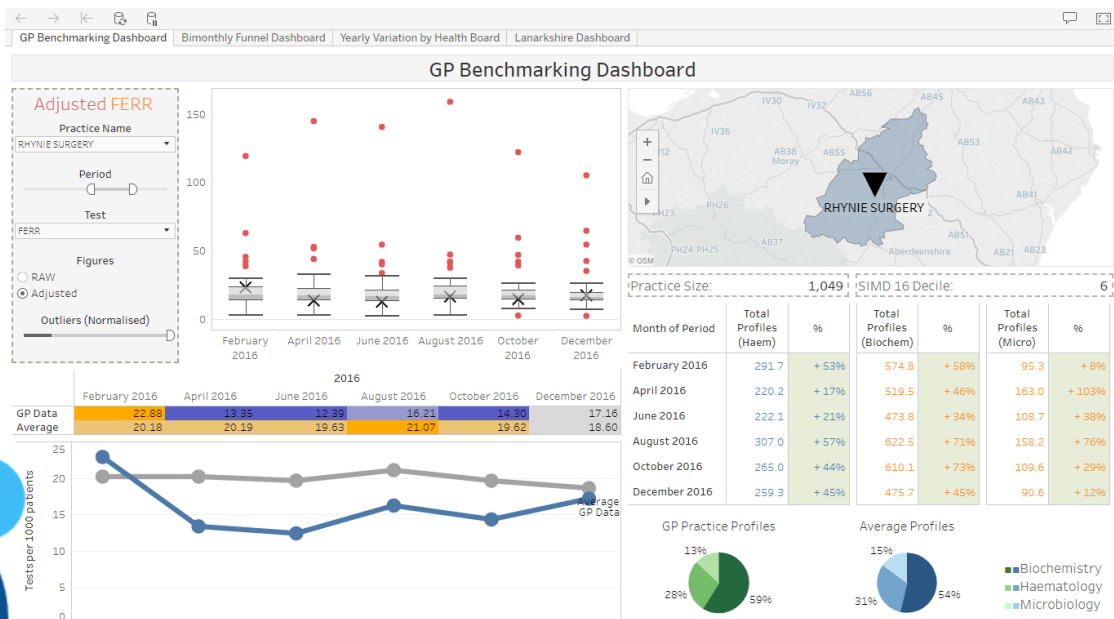 GP Benchmarking Dashboard Bimonthly Funnel Dashboard Yearly Variation by Health Board Lanarkshire Dashboard
GP Benchmarking Dashboard
Adjusted FERR
Practice Name
RHYNIE SURGERY
Period
Test
FERR
Figures
RAW
Adjusted
Outliers (Normalised)
150
100
50
0
February 2016 April 2016 June 2016 August 2016 October 2016 December 2016
IV30 IV32 AB56 AB45 AB43
IV36 AB53
V12 AB38 AB55 AB42
Moray
AB41
PH26 RHYNIE SURGERY 2
H23
AB51
PH24 PH25 AB37 Aberdeenshire AB21 AB23
© OSM
+
−
Practice Size: 1,049 SIMD 16 Decile: 6
Month of Period Total Profiles (Haem) % Total Profiles (Biochem) % Total Profiles (Micro) %
February 2016 291.7 +53% 574.8 +58% 95.3 +8%
April 2016 220.2 +17% 519.5 +46% 163.0 +103%
June 2016 222.1 +21% 473.8 +34% 108.7 +38%
August 2016 307.0 +57% 622.5 +71% 158.2 +76%
October 2016 265.0 +44% 610.1 +73% 109.6 +29%
December 2016 259.3 +45% 475.7 +45% 90.6 +12%
2016
February 2016 April 2016 June 2016 August 2016 October 2016 December 2016
GP Data 22.88 13.35 12.39 16.21 14.30 17.16
Average 20.18 20.19 19.63 21.07 19.62 18.60
Tests per 1000 patients
25
20
15
10
5
0
Average
GP Data
GP Practice Profiles
13%
28%
59%
Average Profiles
15%
31%
54%
Biochemistry
Haematology
Microbiology